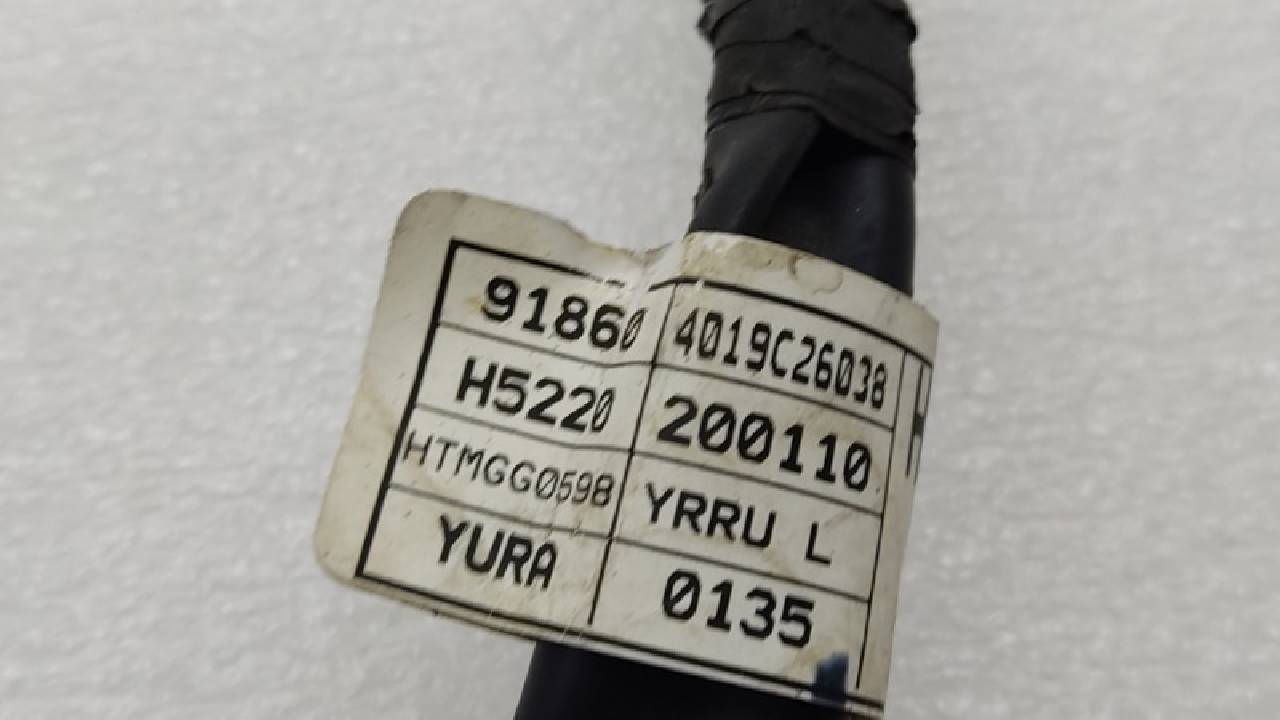 91860 4019C26038 H
H5220 200110
HTMGG0598 YRRU L
YURA 0135